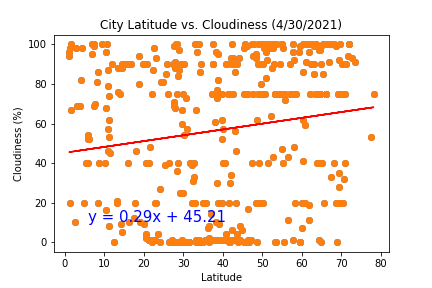 City Latitude vs. Cloudiness (4/30/2021)
100
80
60
40
20
0
Cloudiness (%)
y = 0.29x + 45.21
0 10 20 30 40 50 60 70 80
Latitude